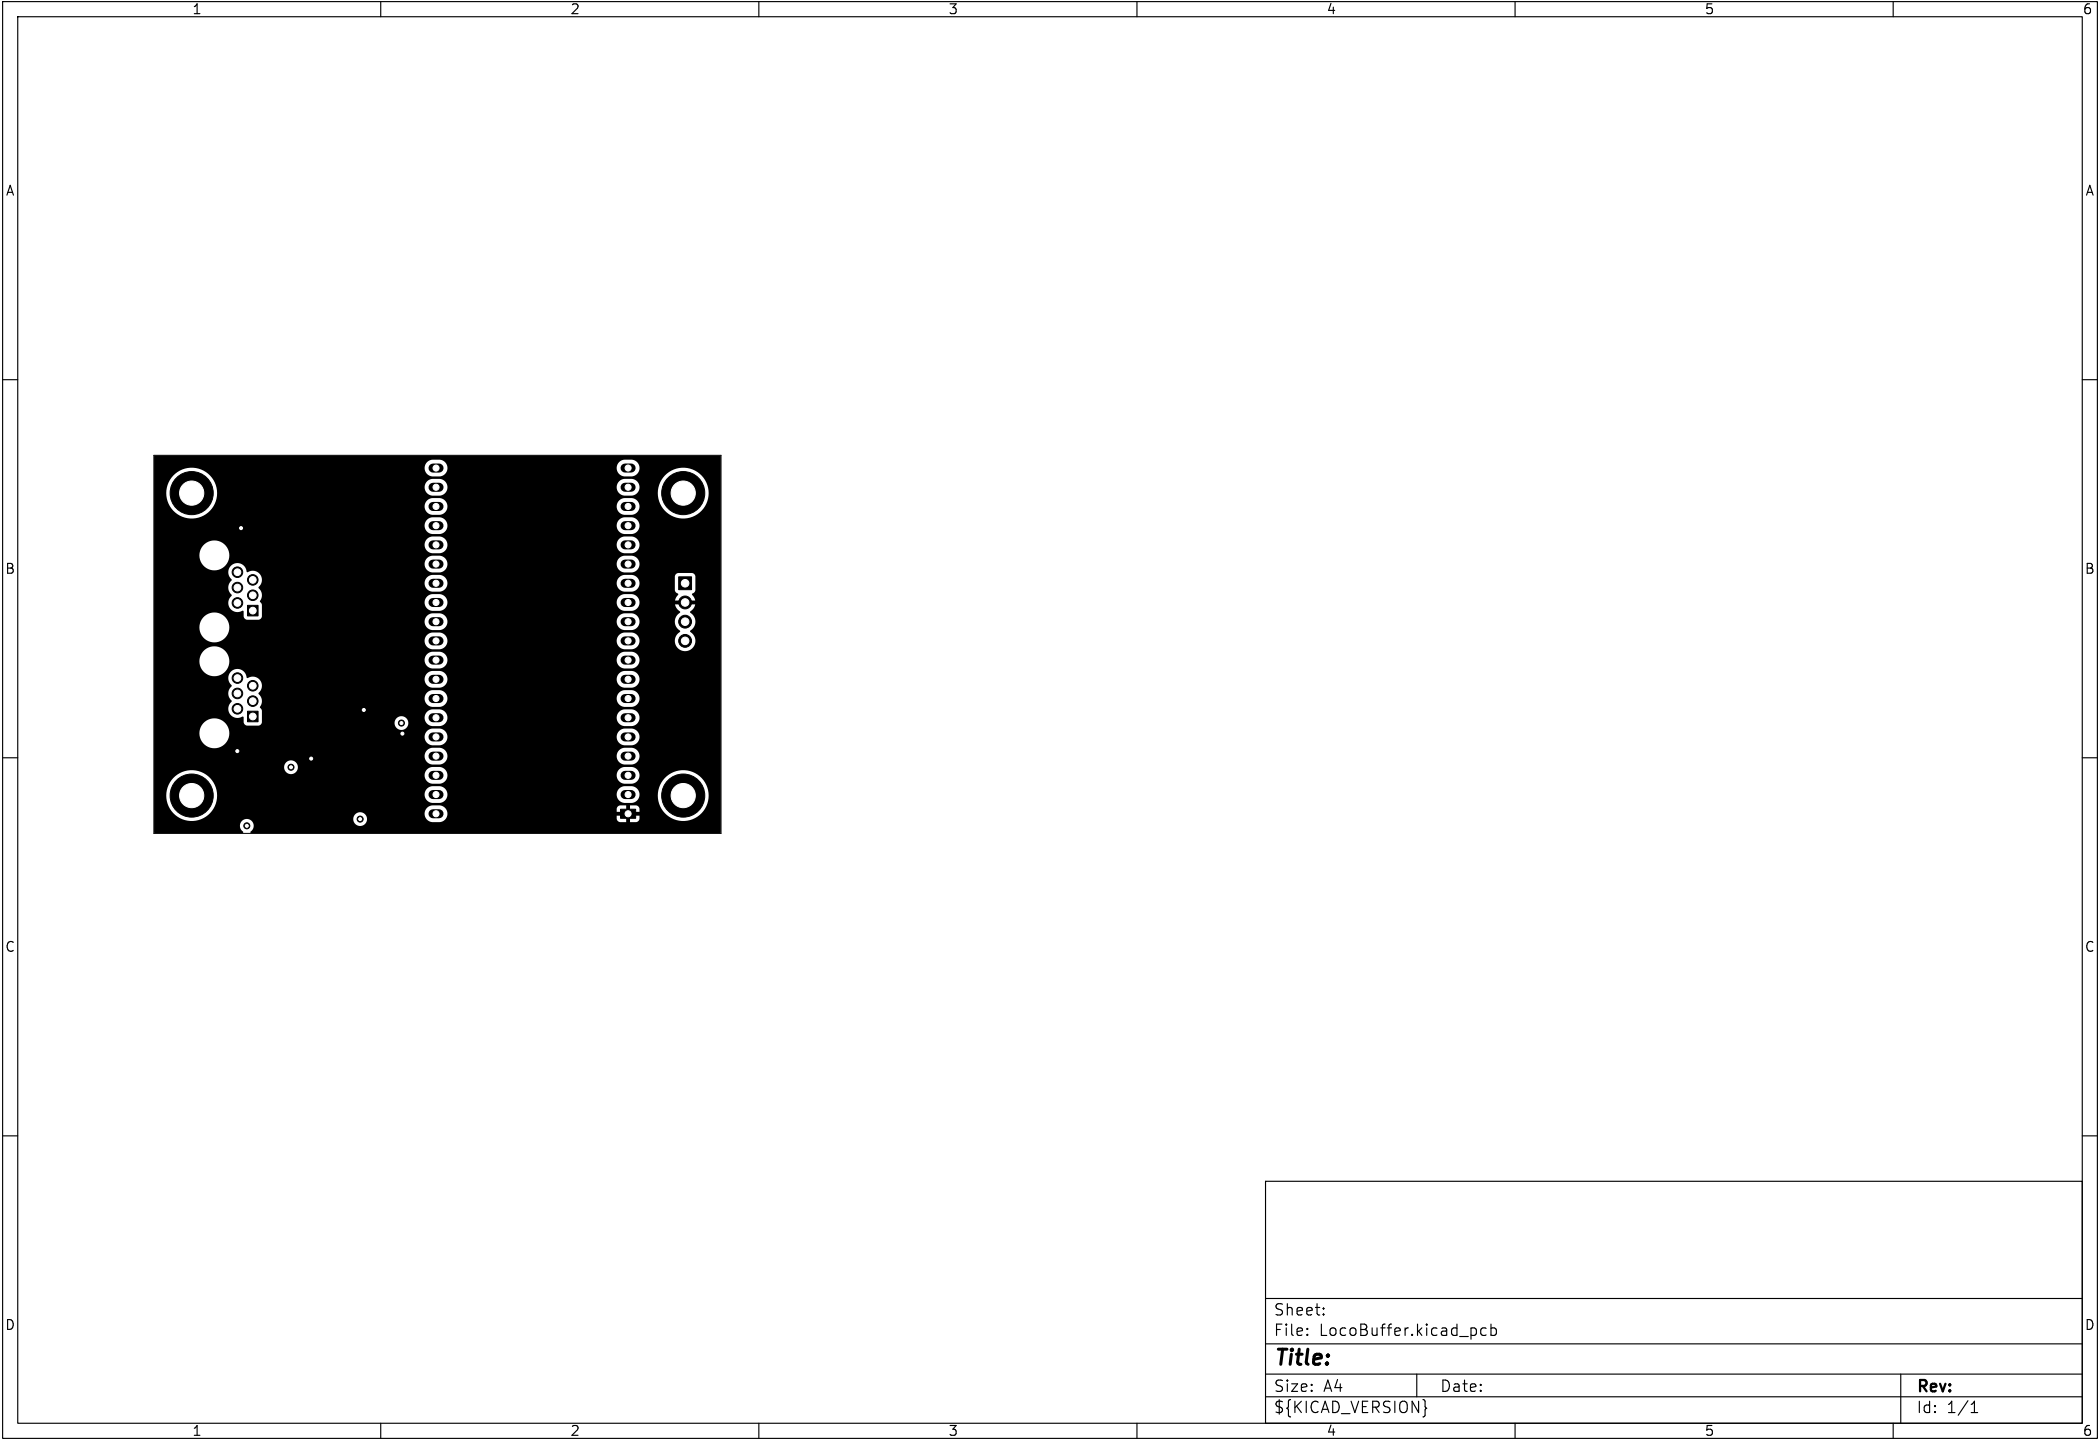 1 2 3 4 5 6
A A
B B
C C
D D
Sheet:
File: LocoBuffer.kicad_pcb
Title:
Size: A4 Date: Rev:
${KICAD_VERSION} Id: 1/1
1 2 3 4 5 6